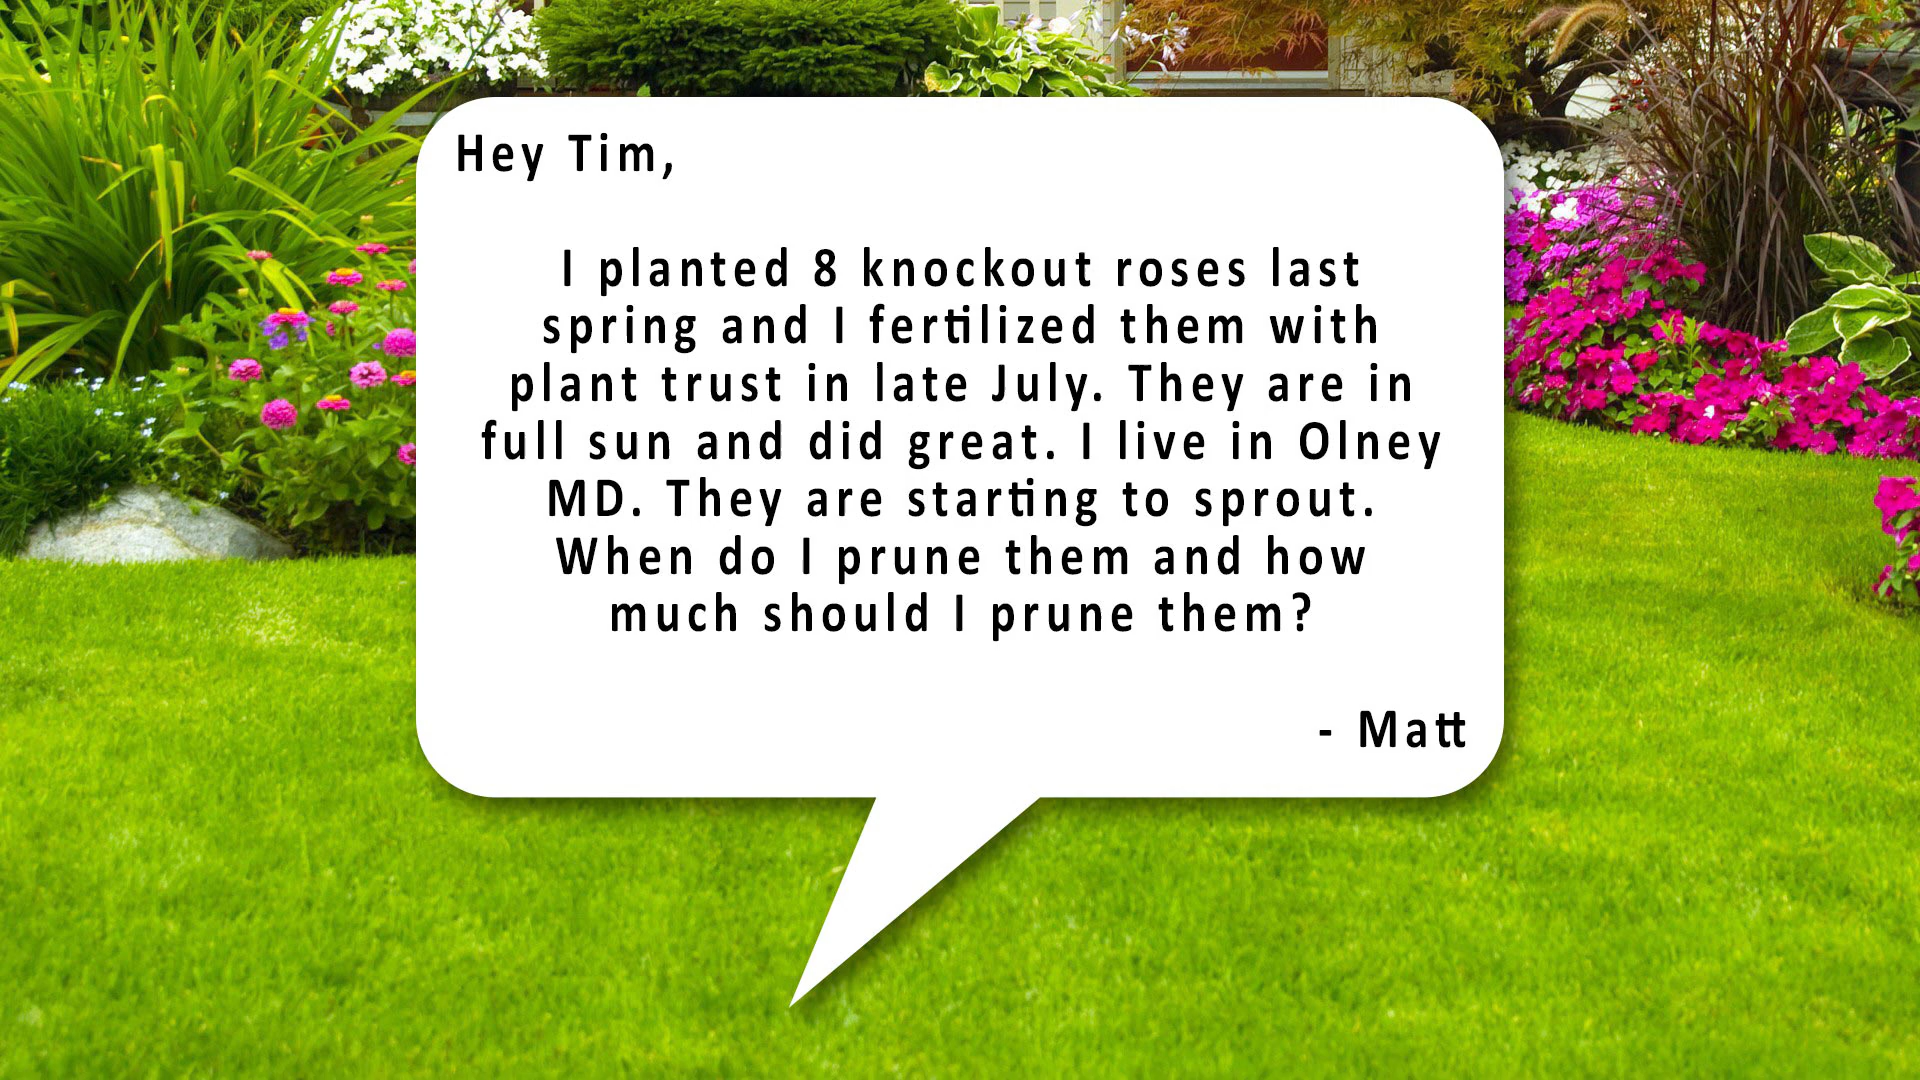 Hey Tim,
I planted 8 knockout roses last
spring and I fertilized them with
plant trust in late July. They are in
full sun and did great. I live in Olney
MD. They are starting to sprout.
When do I prune them and how
much should I prune them?
- Matt